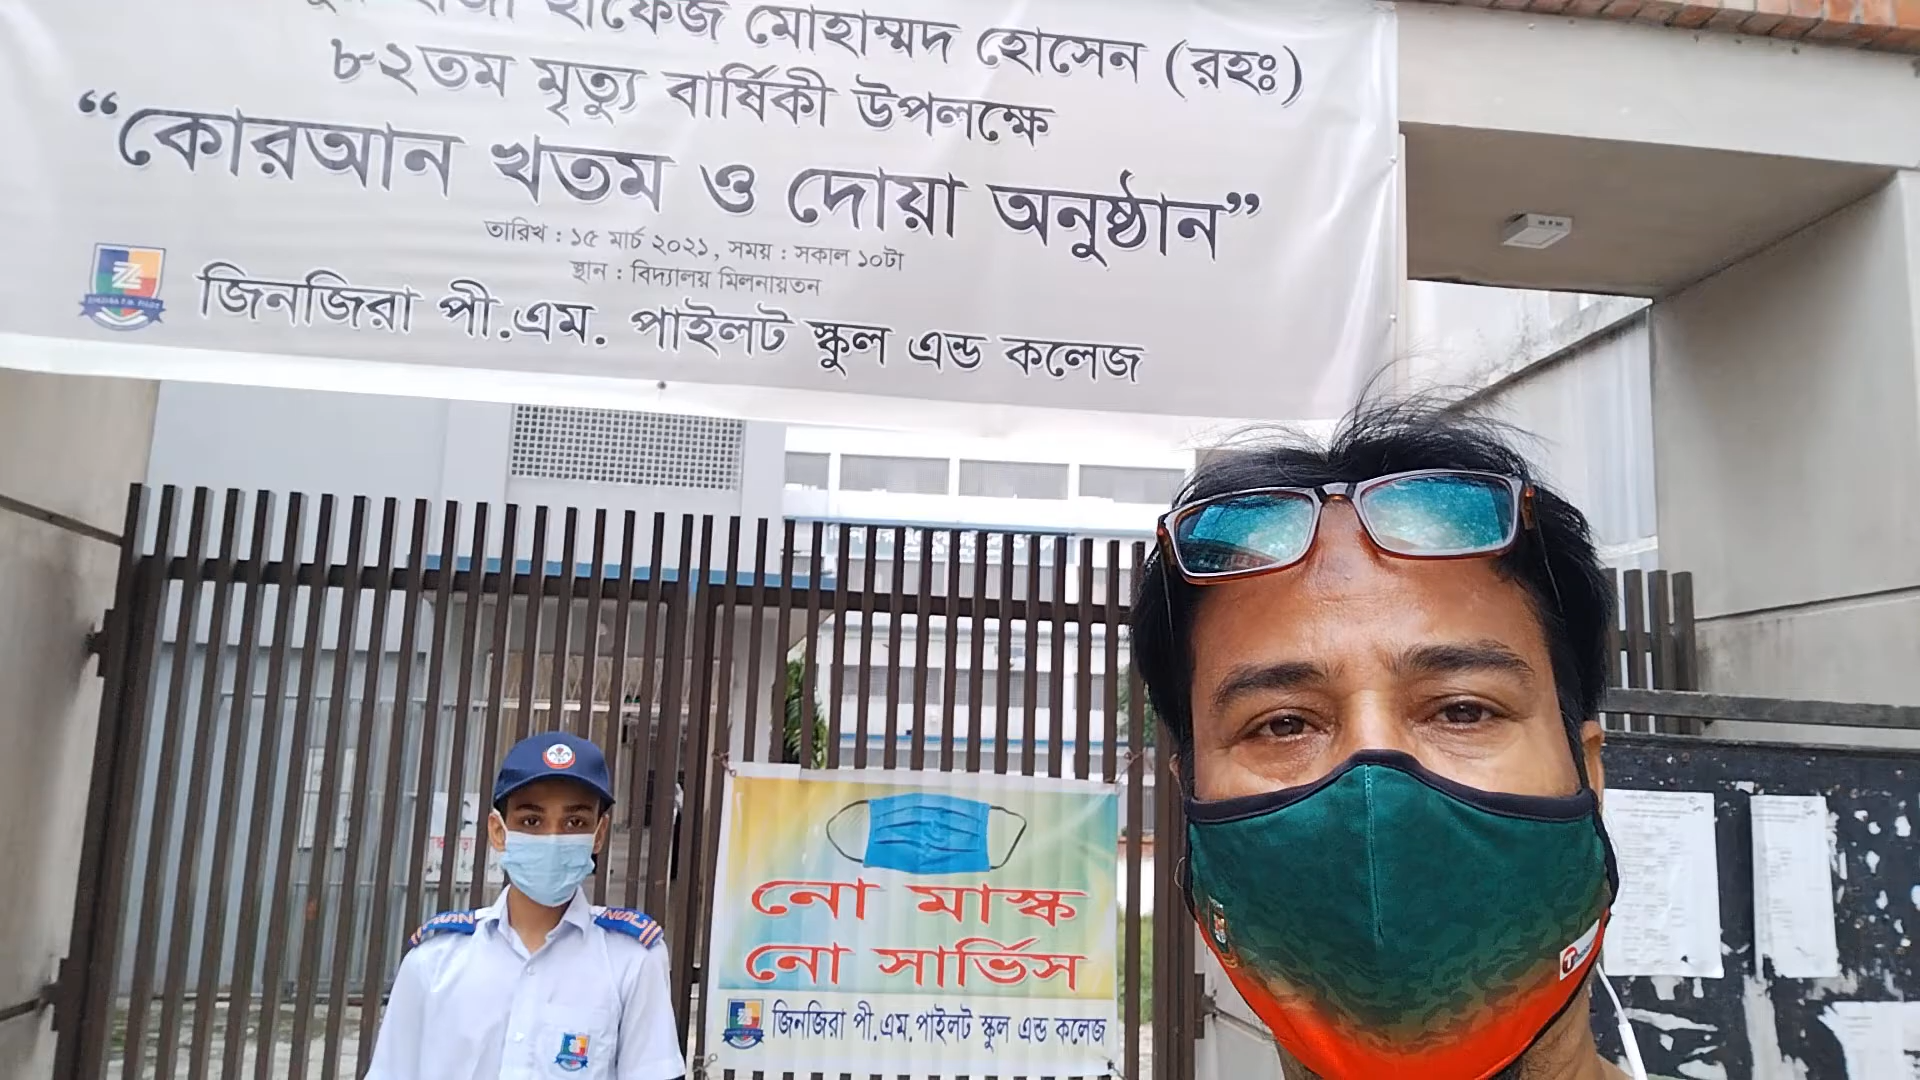 হাফেজ মোহাম্মদ হোসেন (রহঃ)
৮২তম মৃত্যু বার্ষিকী উপলক্ষে
“কোরআন খতম ও দোয়া অনুষ্ঠান”
তারিখ : ১৫ মার্চ ২০২১, সময় : সকাল ১০টা
স্থান : বিদ্যালয় মিলনায়তন
জিনজিরা পী.এম. পাইলট স্কুল এন্ড কলেজ
নো মাস্ক
নো সার্ভিস
জিনজিরা পী.এম.পাইলট স্কুল এন্ড কলেজ